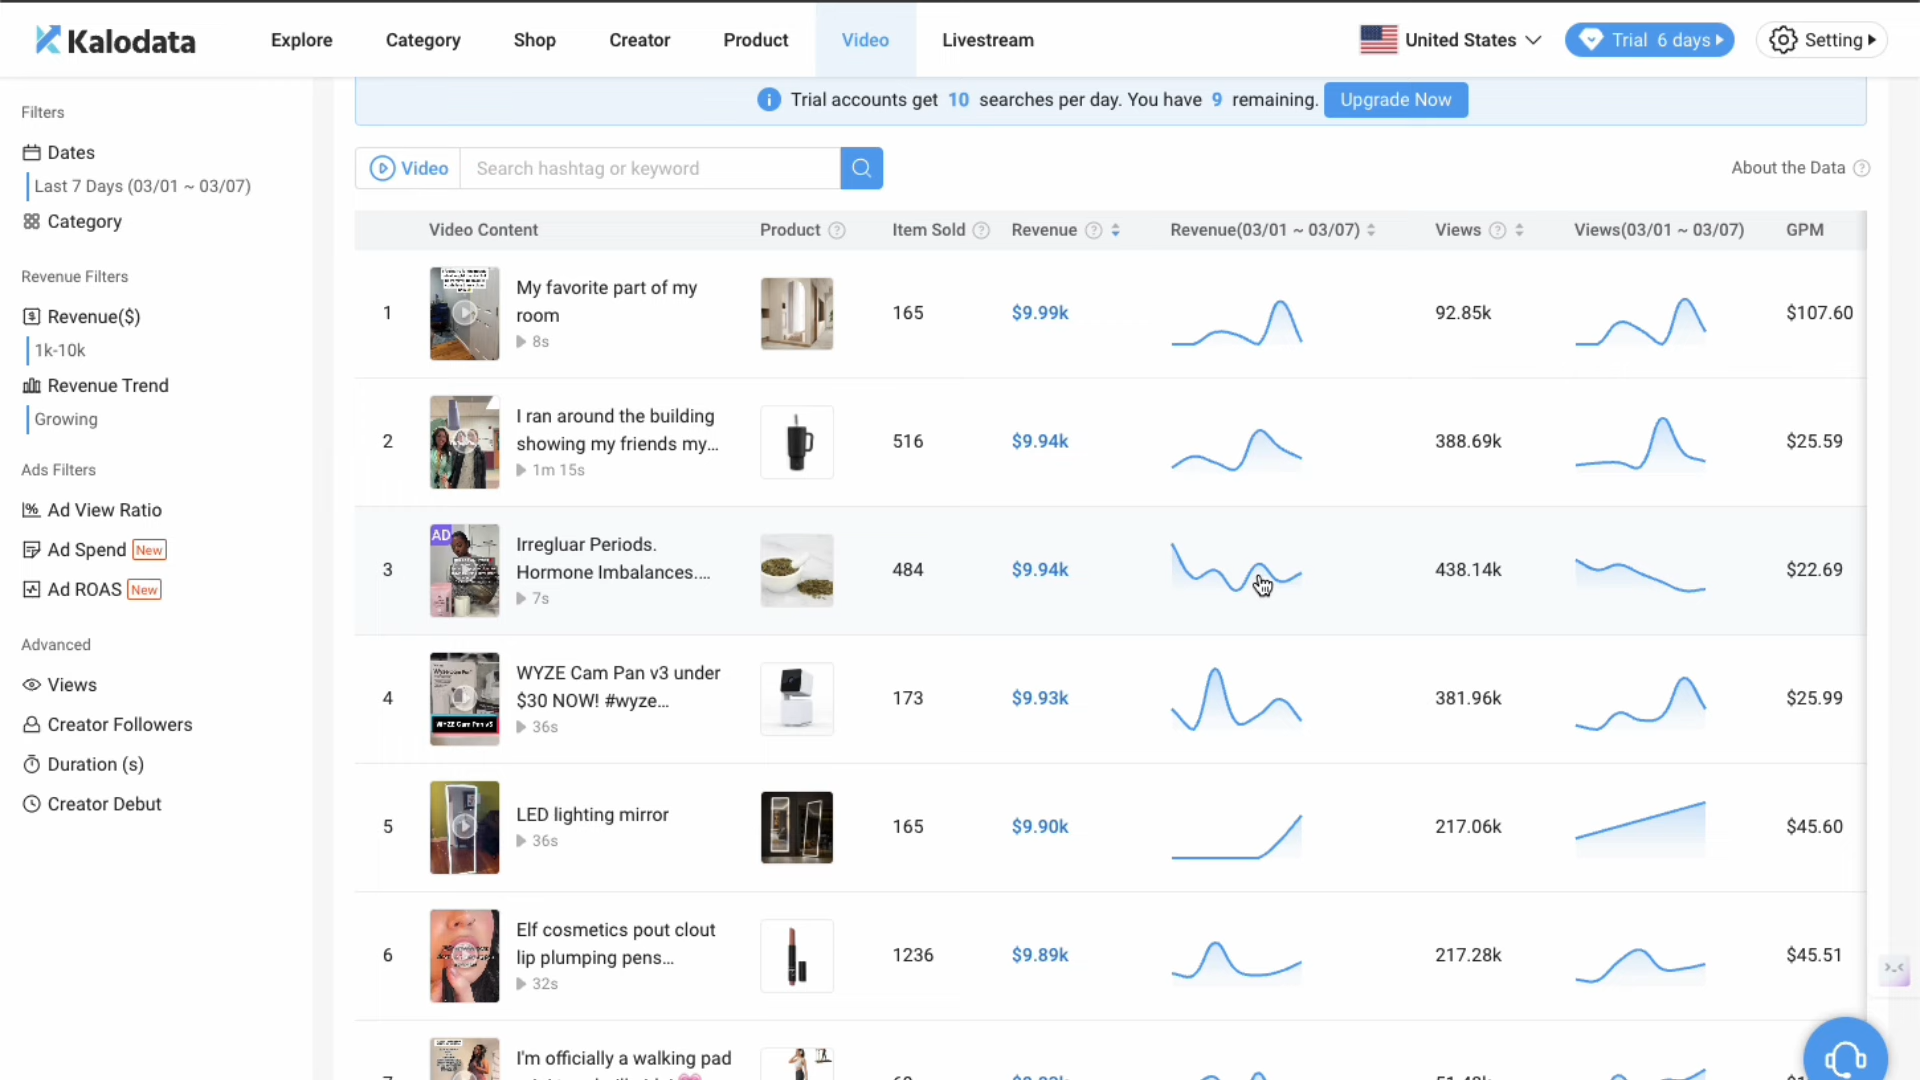 Kalodata
Explore
Category
Shop
Creator
Product
Video
Livestream
United States
Trial 6 days
Setting
Trial accounts get 10 searches per day. You have 9 remaining.
Upgrade Now
Filters
Dates
Last 7 Days (03/01 ~ 03/07)
Category
Revenue Filters
Revenue($)
1k-10k
Revenue Trend
Growing
Ads Filters
Ad View Ratio
Ad Spend New
Ad ROAS New
Advanced
Views
Creator Followers
Duration (s)
Creator Debut
Video
Search hashtag or keyword
About the Data
Video Content
Product
Item Sold
Revenue
Revenue(03/01 ~ 03/07)
Views
Views(03/01 ~ 03/07)
GPM
1
My favorite part of my
room
8s
165
$9.99k
92.85k
$107.60
2
I ran around the building
showing my friends my...
1m 15s
516
$9.94k
388.69k
$25.59
3
AD
Irregluar Periods.
Hormone Imbalances....
7s
484
$9.94k
438.14k
$22.69
4
WYZE Cam Pan v3
WYZE Cam Pan v3 under
$30 NOW! #wyze...
36s
173
$9.93k
381.96k
$25.99
5
LED lighting mirror
36s
165
$9.90k
217.06k
$45.60
6
Elf cosmetics pout clout
lip plumping pens...
32s
1236
$9.89k
217.28k
$45.51
I'm officially a walking pad